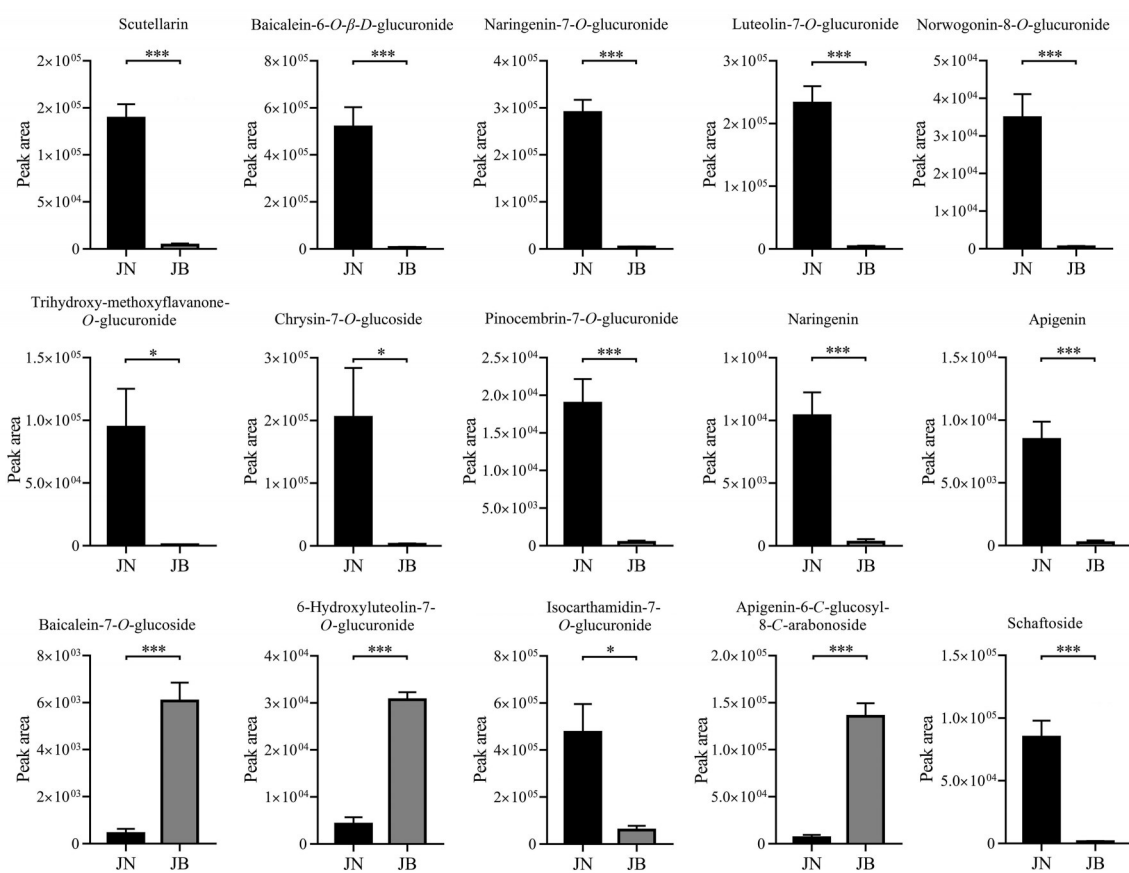 Scutellarin
***
Peak area
2×10⁰⁵
2×10⁰⁵
1×10⁰⁵
5×10⁰⁴
0
JN JB
Baicalein-6-O-β-D-glucuronide
***
Peak area
8×10⁰⁵
6×10⁰⁵
4×10⁰⁵
2×10⁰⁵
0
JN JB
Naringenin-7-O-glucuronide
***
Peak area
4×10⁰⁵
3×10⁰⁵
2×10⁰⁵
1×10⁰⁵
0
JN JB
Luteolin-7-O-glucuronide
***
Peak area
3×10⁰⁵
2×10⁰⁵
1×10⁰⁵
0
JN JB
Norwogonin-8-O-glucuronide
***
Peak area
5×10⁰⁴
4×10⁰⁴
3×10⁰⁴
2×10⁰⁴
1×10⁰⁴
0
JN JB
Trihydroxy-methoxyflavanone-
O-glucuronide
*
Peak area
1.5×10⁰⁵
1.0×10⁰⁵
5.0×10⁰⁴
0
JN JB
Chrysin-7-O-glucoside
*
Peak area
3×10⁰⁵
2×10⁰⁵
1×10⁰⁵
0
JN JB
Pinocembrin-7-O-glucuronide
***
Peak area
2.5×10⁰⁴
2.0×10⁰⁴
1.5×10⁰⁴
1.0×10⁰⁴
5.0×10⁰³
0
JN JB
Naringenin
***
Peak area
1×10⁰⁴
1×10⁰⁴
5×10⁰³
0
JN JB
Apigenin
***
Peak area
1.5×10⁰⁴
1.0×10⁰⁴
5.0×10⁰³
0
JN JB
Baicalein-7-O-glucoside
***
Peak area
8×10⁰³
6×10⁰³
4×10⁰³
2×10⁰³
0
JN JB
6-Hydroxyluteolin-7-
O-glucuronide
***
Peak area
4×10⁰⁴
3×10⁰⁴
2×10⁰⁴
1×10⁰⁴
0
JN JB
Isocarthamidin-7-
O-glucuronide
*
Peak area
8×10⁰⁵
6×10⁰⁵
4×10⁰⁵
2×10⁰⁵
0
JN JB
Apigenin-6-C-glucosyl-
8-C-arabonoside
***
Peak area
2.0×10⁰⁵
1.5×10⁰⁵
1.0×10⁰⁵
5.0×10⁰⁴
0
JN JB
Schaftoside
***
Peak area
1.5×10⁰⁵
1.0×10⁰⁵
5.0×10⁰⁴
0
JN JB